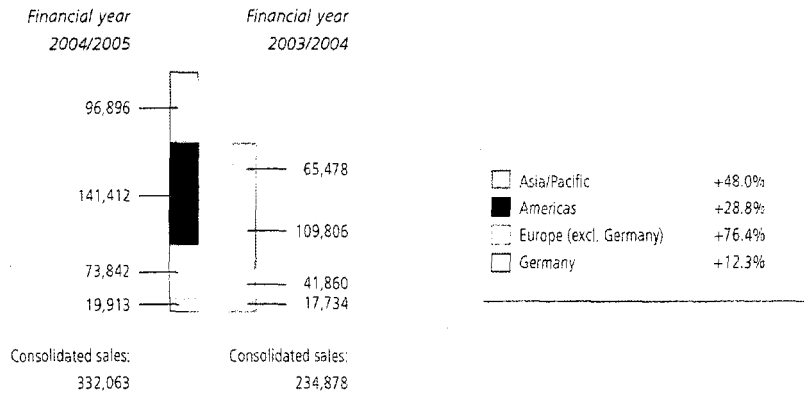 Financial year
2004/2005
Financial year
2003/2004
96,896
141,412
73,842
19,913
65,478
109,806
41,860
17,734
Consolidated sales:
332,063
Consolidated sales:
234,878
Asia/Pacific +48.0%
Americas +28.8%
Europe (excl. Germany) +76.4%
Germany +12.3%